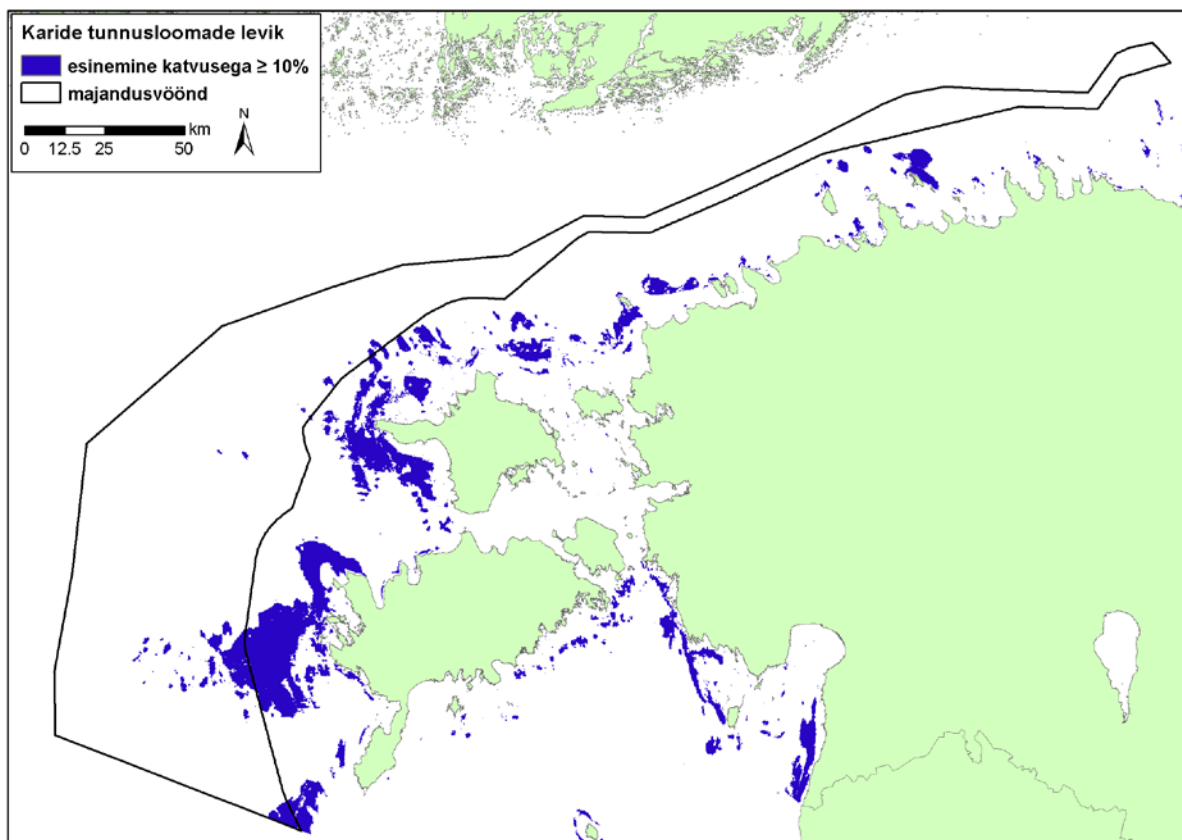 Karide tunnusloomade levik
esinemine katvusega ≥ 10%
majandusvöönd
N
km
0 12.5 25 50